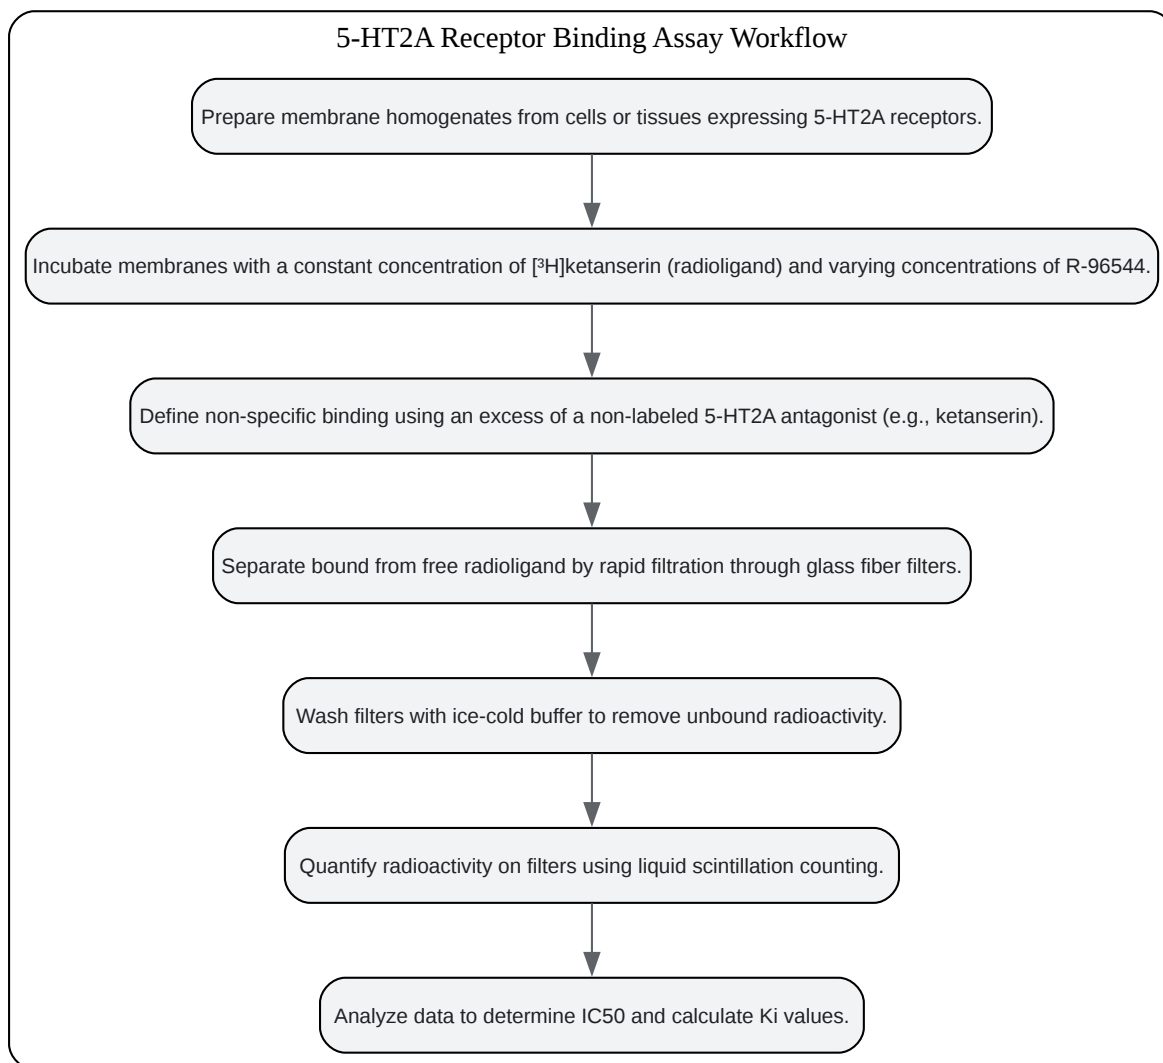 5-HT2A Receptor Binding Assay Workflow
Prepare membrane homogenates from cells or tissues expressing 5-HT2A receptors.
Incubate membranes with a constant concentration of [³H]ketanserin (radioligand) and varying concentrations of R-96544.
Define non-specific binding using an excess of a non-labeled 5-HT2A antagonist (e.g., ketanserin).
Separate bound from free radioligand by rapid filtration through glass fiber filters.
Wash filters with ice-cold buffer to remove unbound radioactivity.
Quantify radioactivity on filters using liquid scintillation counting.
Analyze data to determine IC50 and calculate Ki values.